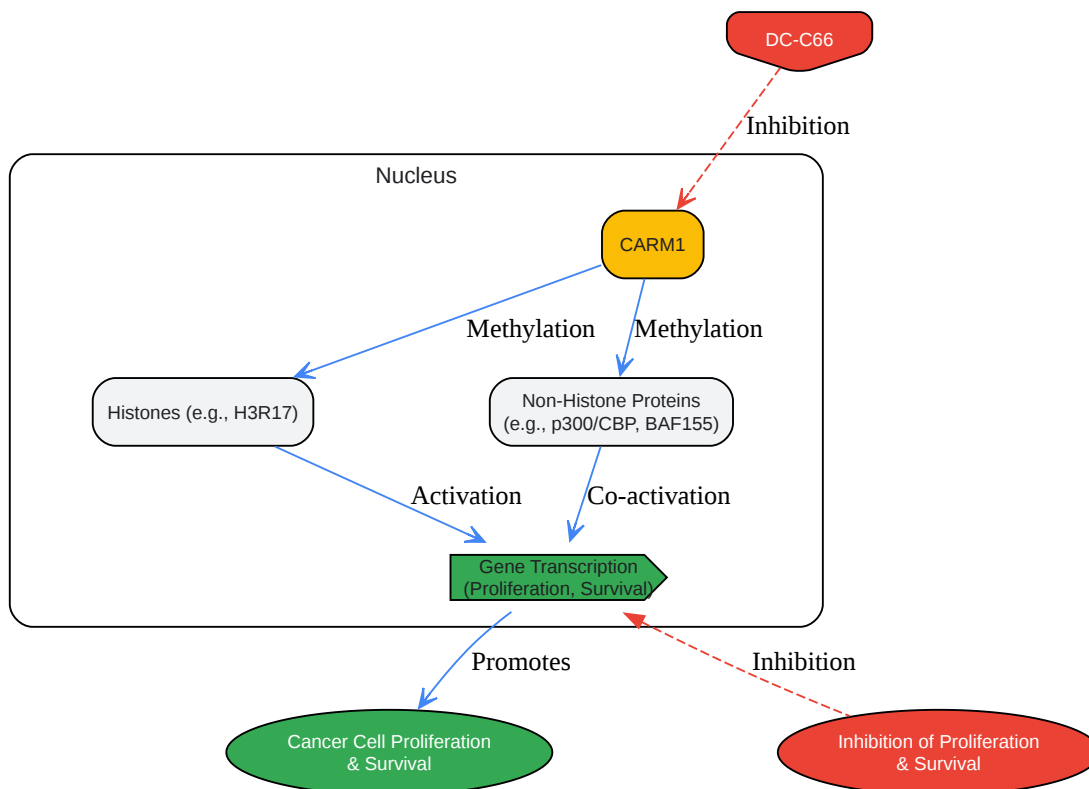 DC-C66
Inhibition
Nucleus
CARM1
Methylation
Methylation
Histones (e.g., H3R17)
Non-Histone Proteins
(e.g., p300/CBP, BAF155)
Activation
Co-activation
Gene Transcription
(Proliferation, Survival)
Promotes
Inhibition
Cancer Cell Proliferation
& Survival
Inhibition of Proliferation
& Survival